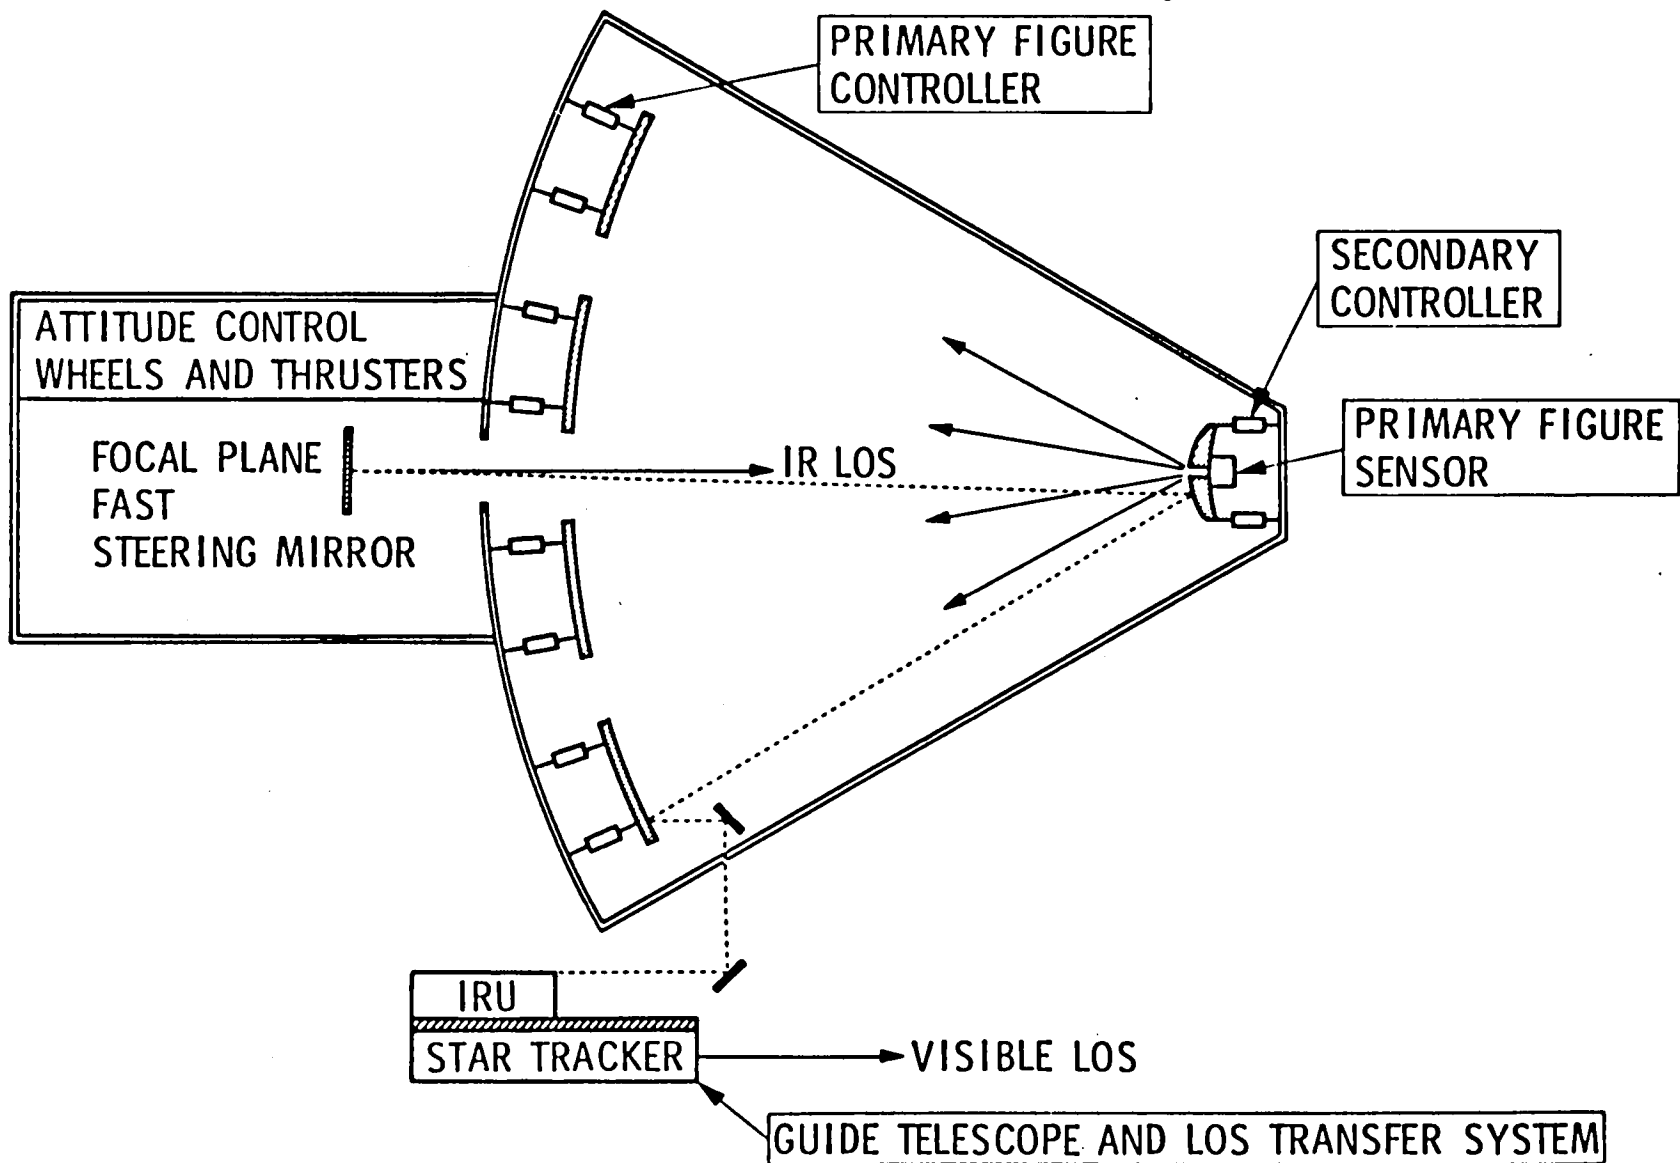 PRIMARY FIGURE
CONTROLLER
SECONDARY
CONTROLLER
ATTITUDE CONTROL
WHEELS AND THRUSTERS
PRIMARY FIGURE
SENSOR
FOCAL PLANE
FAST
STEERING MIRROR
IR LOS
IRU
STAR TRACKER
VISIBLE LOS
GUIDE TELESCOPE AND LOS TRANSFER SYSTEM